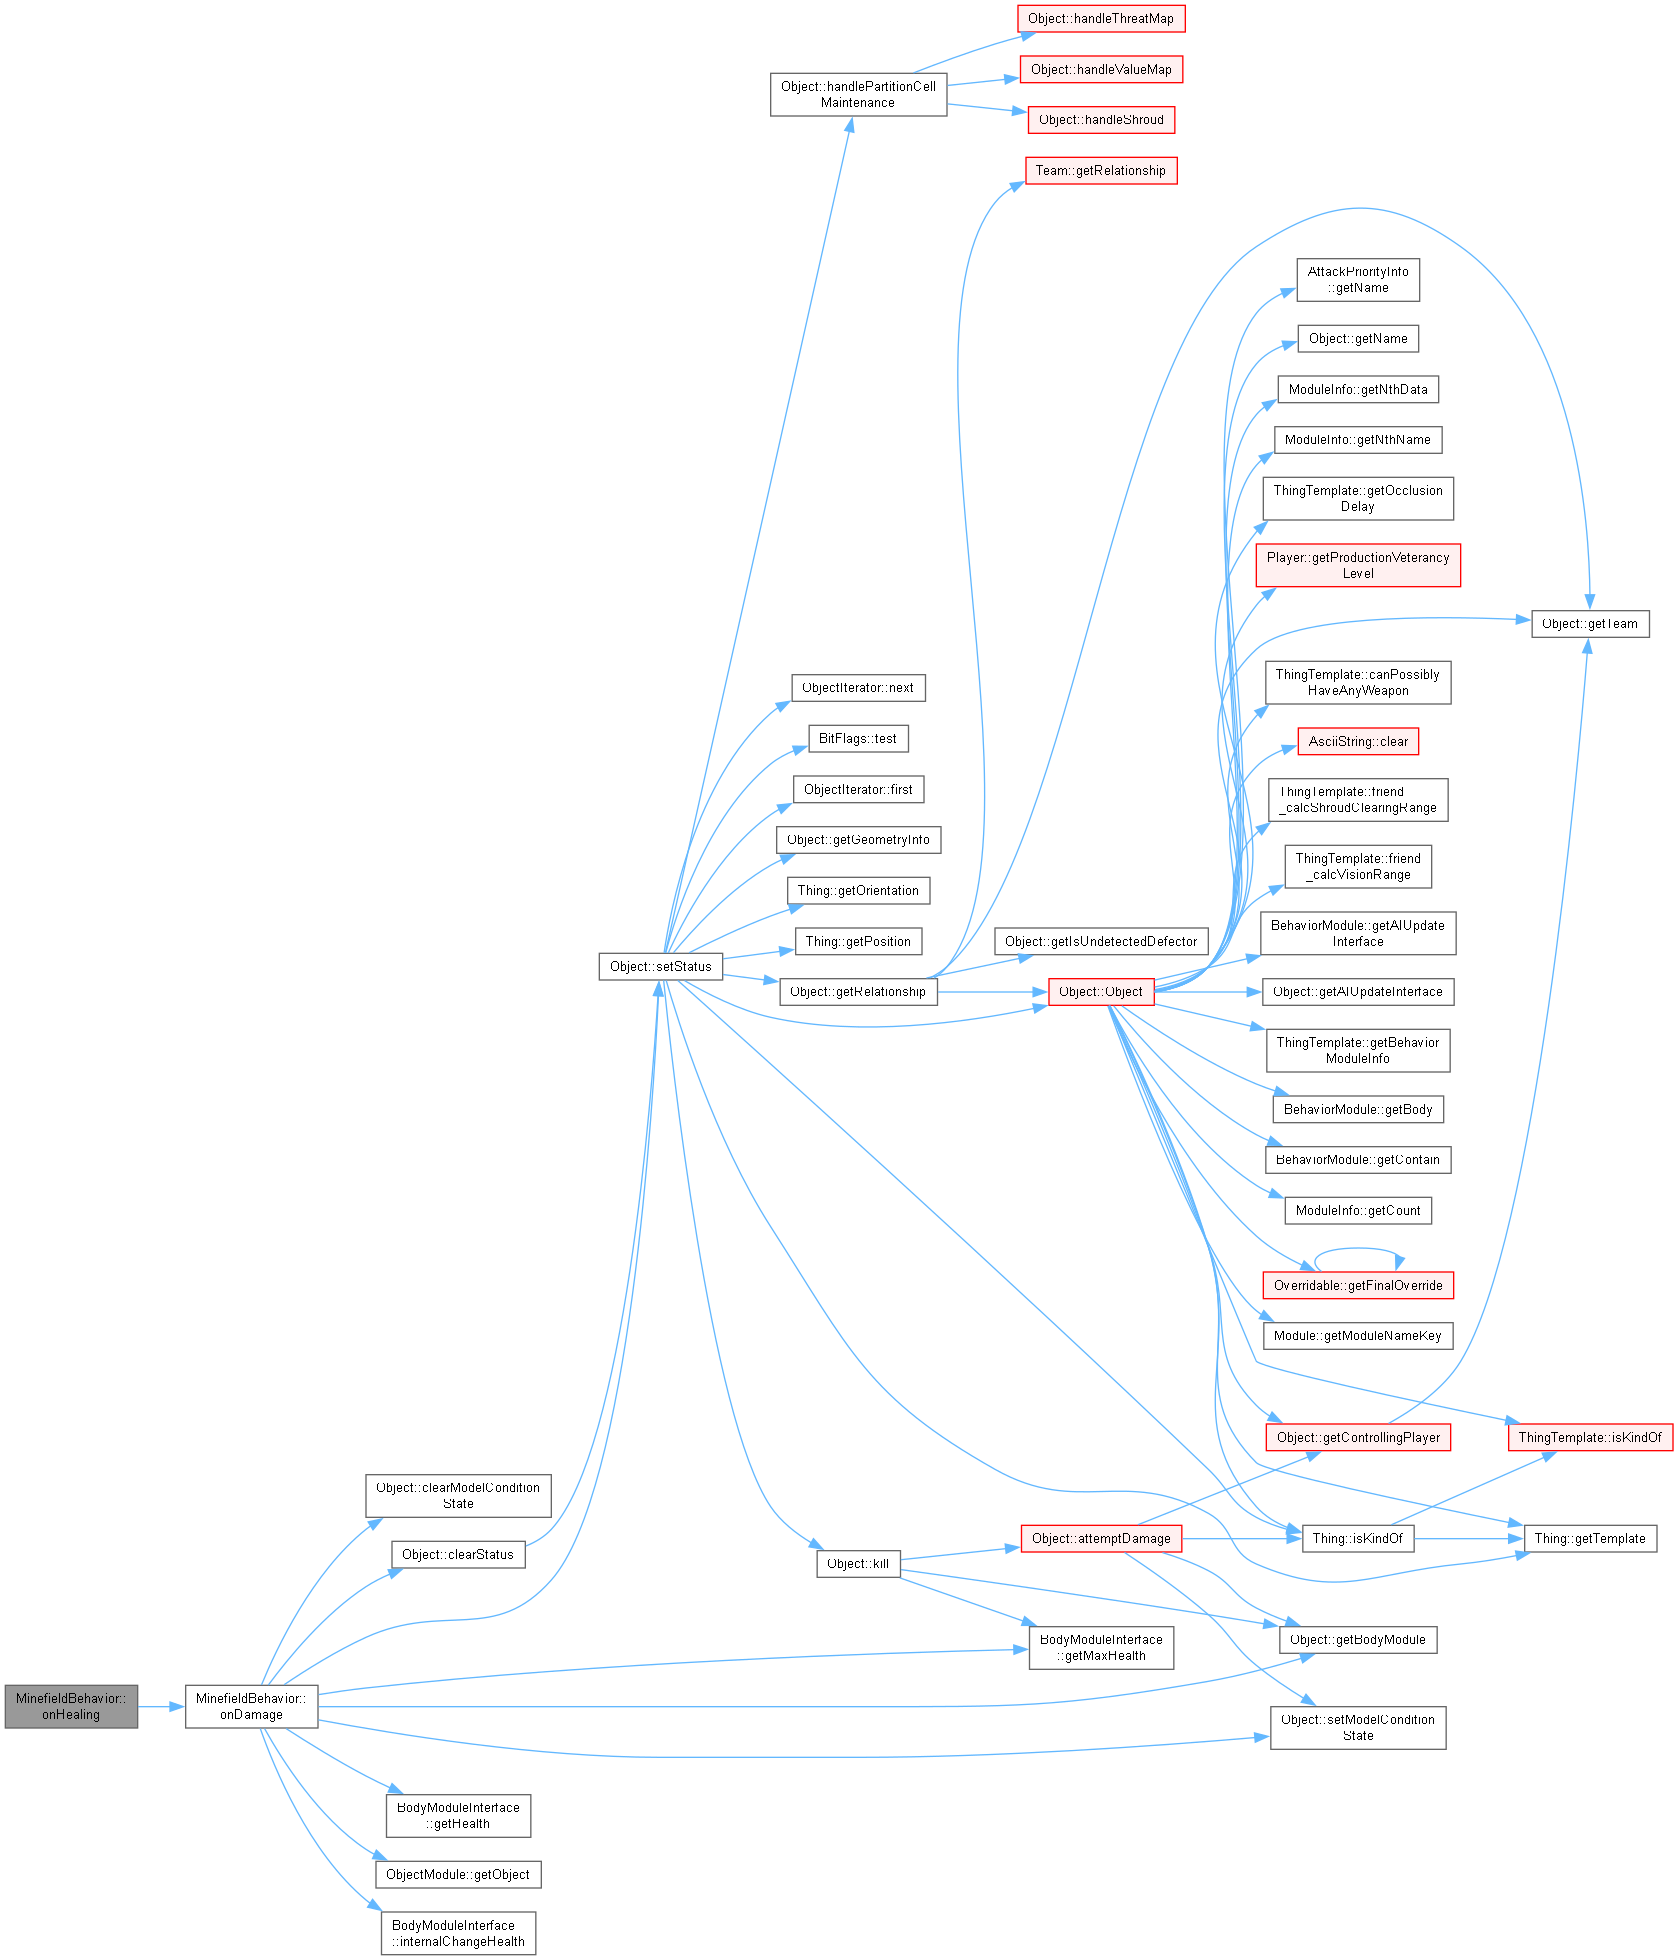 Object::handleThreatMap
Object::handleValueMap
Object::handlePartitionCell
Maintenance
Object::handleShroud
Team::getRelationship
AttackPriorityInfo
::getName
Object::getName
ModuleInfo::getNthData
ModuleInfo::getNthName
ThingTemplate::getOcclusion
Delay
Player::getProductionVeterancy
Level
Object::getTeam
ThingTemplate::canPossibly
HaveAnyWeapon
ObjectIterator::next
BitFlags::test
AsciiString::clear
ObjectIterator::first
ThingTemplate::friend
_calcShroudClearingRange
Object::getGeometryInfo
ThingTemplate::friend
_calcVisionRange
Thing::getOrientation
Thing::getPosition
Object::getIsUndetectedDefector
BehaviorModule::getAIUpdate
Interface
Object::setStatus
Object::getRelationship
Object::Object
Object::getAIUpdateInterface
ThingTemplate::getBehavior
ModuleInfo
BehaviorModule::getBody
BehaviorModule::getContain
ModuleInfo::getCount
Overridable::getFinalOverride
Module::getModuleNameKey
Object::getControllingPlayer
ThingTemplate::isKindOf
Object::clearModelCondition
State
Object::clearStatus
Object::attemptDamage
Thing::isKindOf
Thing::getTemplate
Object::kill
BodyModuleInterface
::getMaxHealth
Object::getBodyModule
MinefieldBehavior::
onHealing
MinefieldBehavior::
onDamage
Object::setModelCondition
State
BodyModuleInterface
::getHealth
ObjectModule::getObject
BodyModuleInterface
::internalChangeHealth